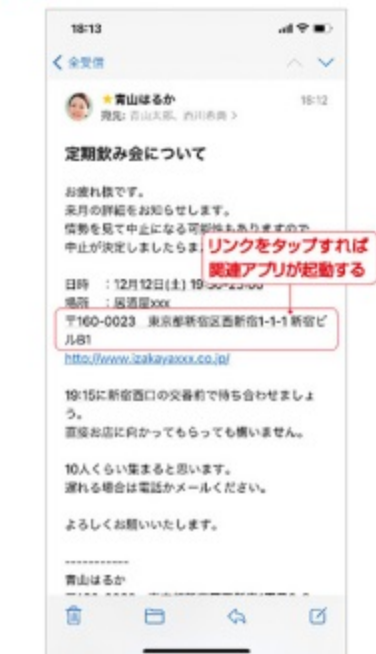 18:13
全受信
★青山はるか
18:12
宛先: 青山太郎、西川希美 >
定期飲み会について
お疲れ様です。
来月の詳細をお知らせします。
情勢を見て中止になる可能性もありますので
中止が決定しましたらま
リンクをタップすれば
関連アプリが起動する
日時 ：12月12日(土) 19:30-23:00
場所 ：居酒屋xxx
〒160-0023 東京都新宿区西新宿1-1-1 新宿ビ
ルB1
http://www.izakayaxxx.co.jp/
19:15に新宿西口の交番前で待ち合わせましょ
う。
直接お店に向かってもらっても構いません。
10人くらい集まると思います。
遅れる場合は電話かメールください。
よろしくお願いいたします。
-----------
青山はるか